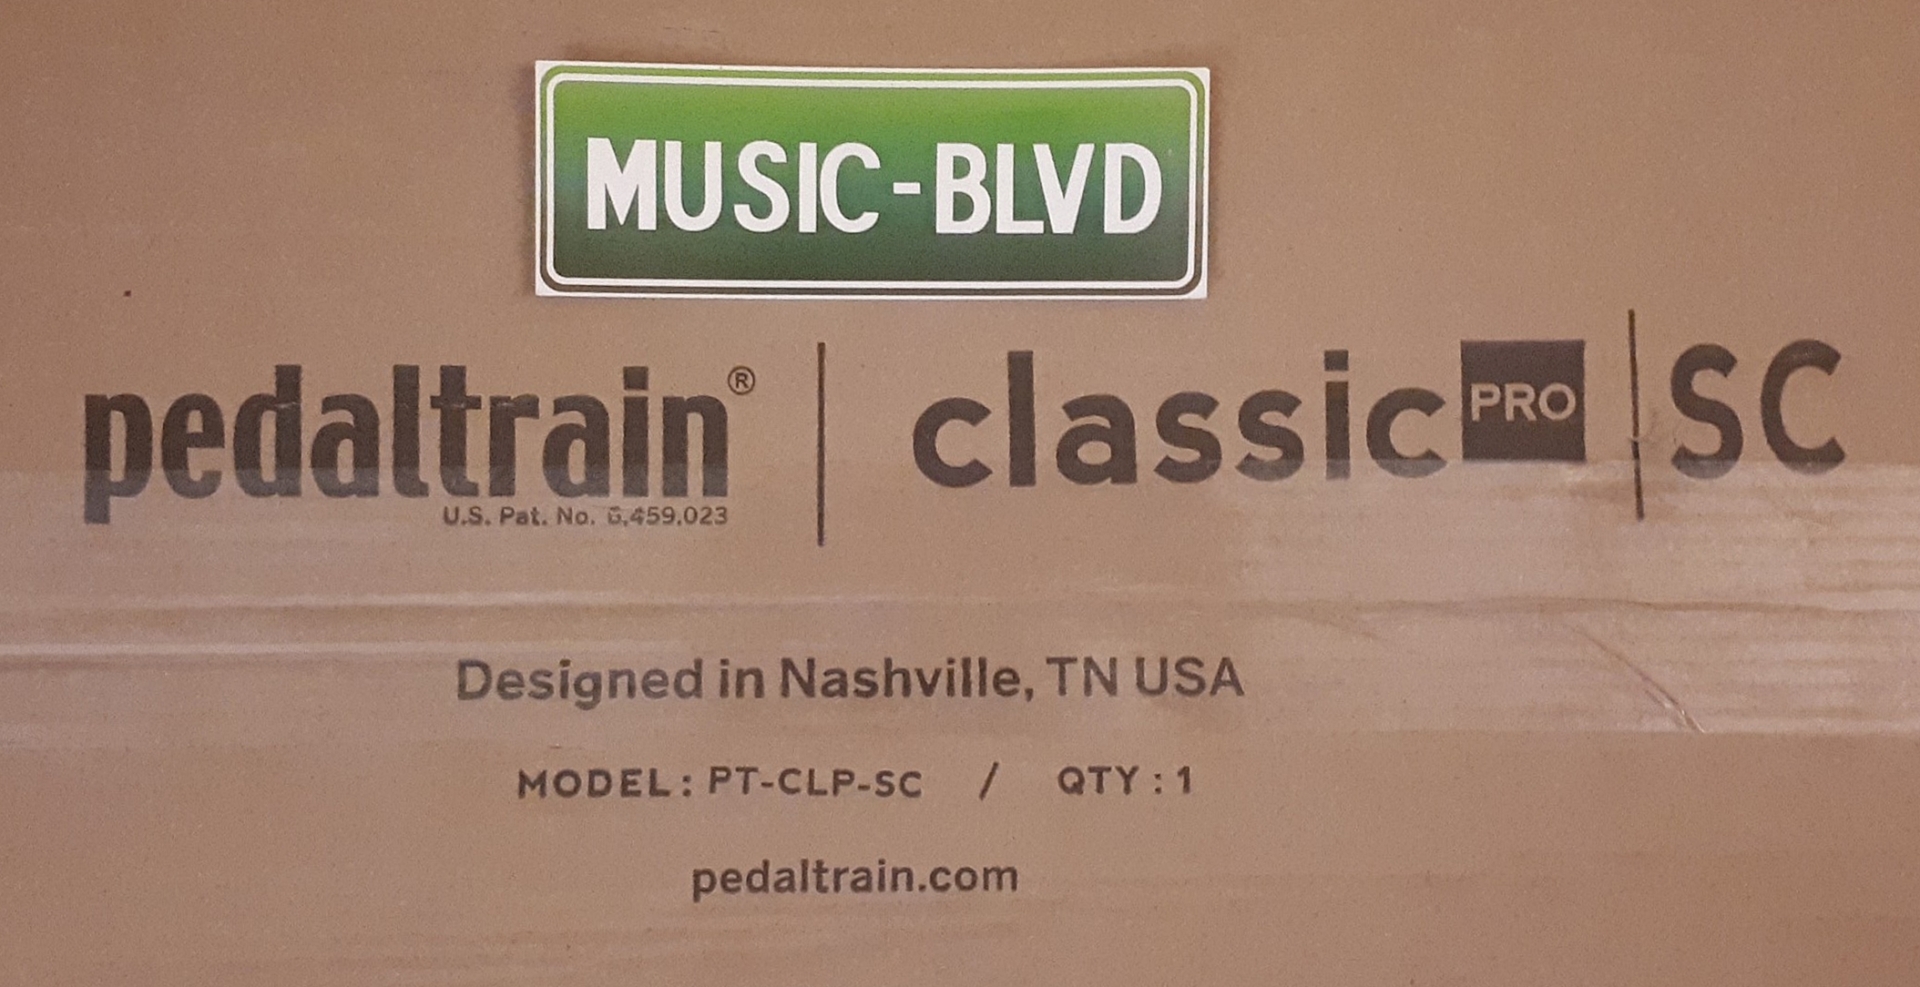 MUSIC-BLVD
pedaltrain® | classic PRO | SC
U.S. Pat. No. 6,459,023
Designed in Nashville, TN USA
MODEL: PT-CLP-SC / QTY: 1
pedaltrain.com